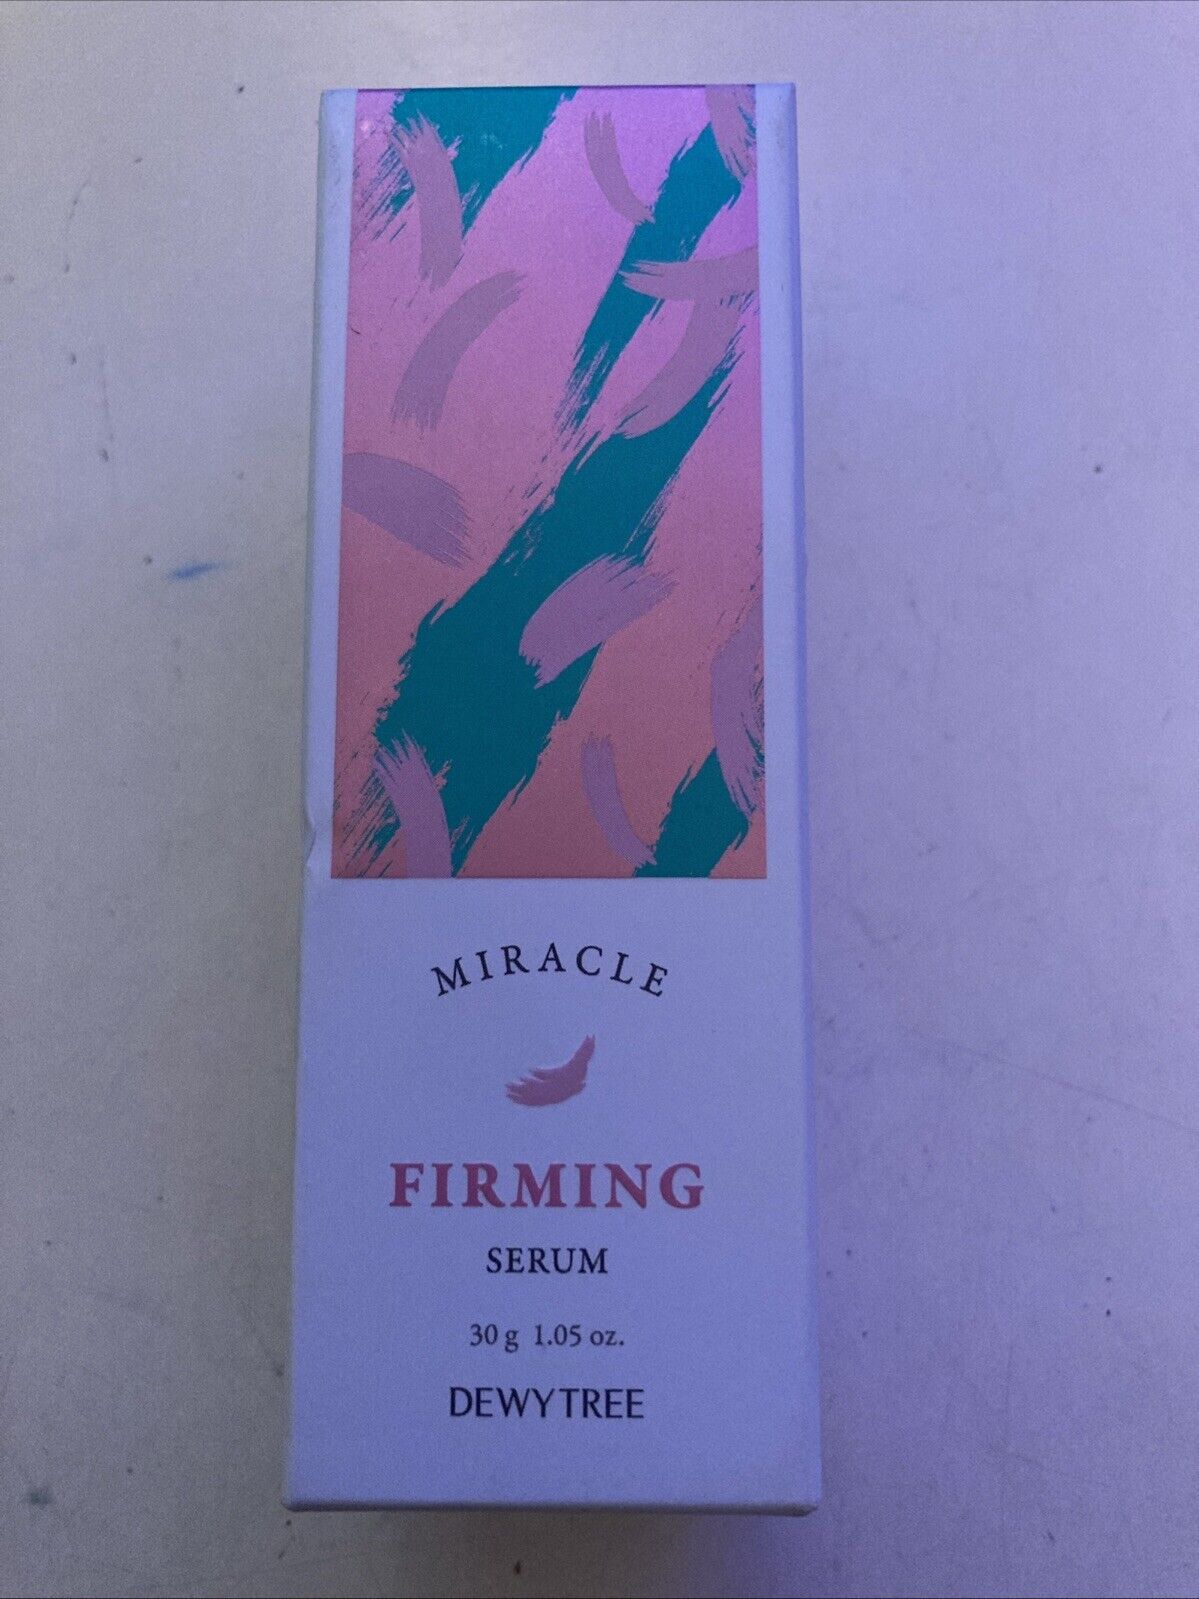 MIRACLE
FIRMING
SERUM
30 g 1.05 oz.
DEWYTREE